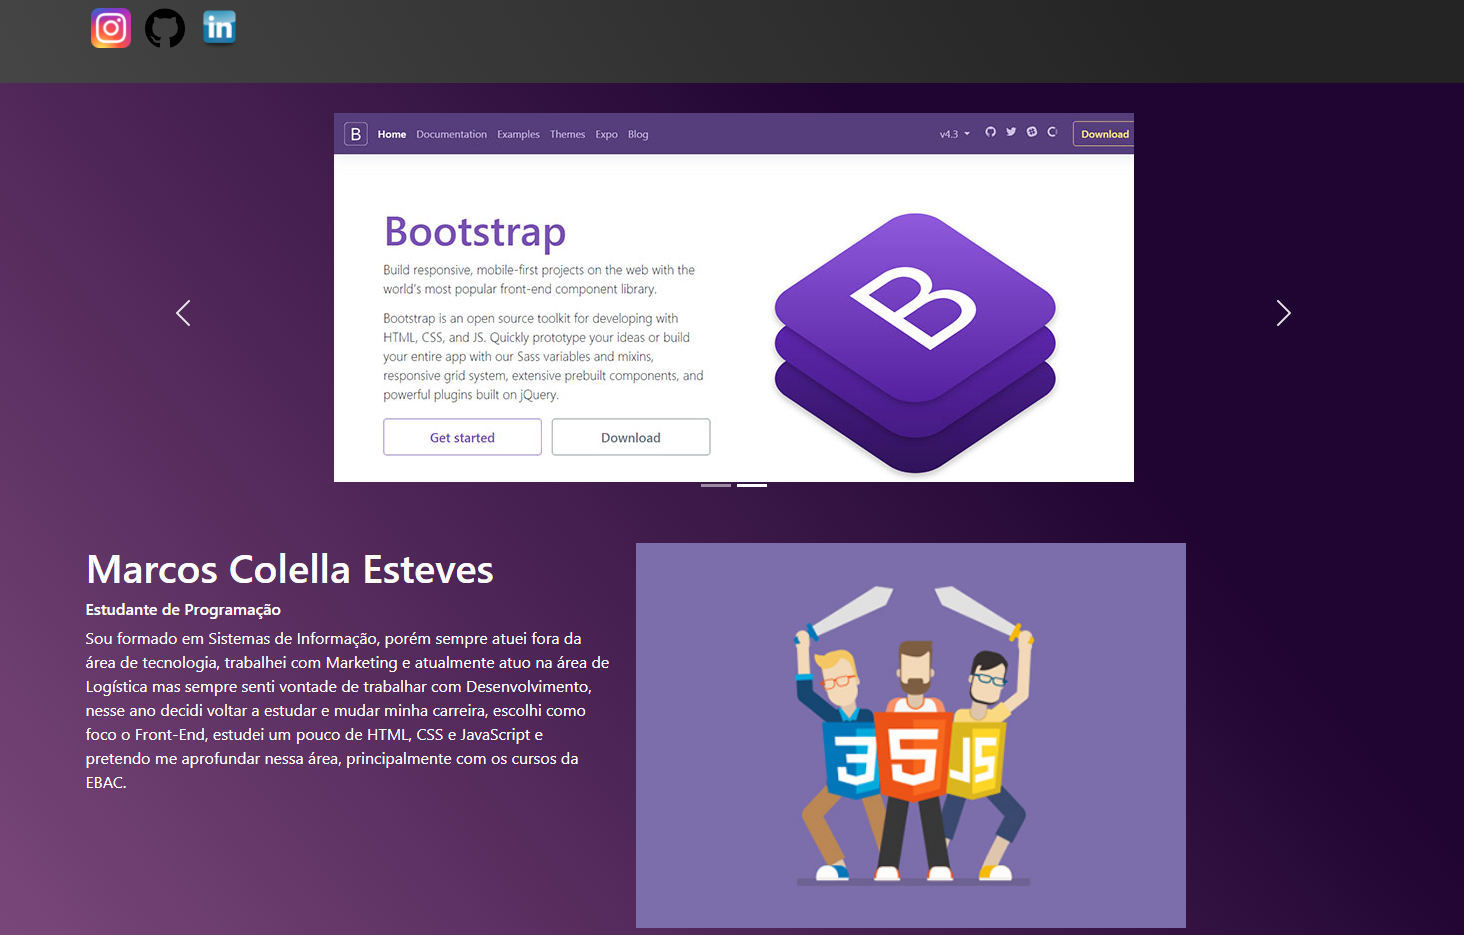 in
B Home Documentation Examples Themes Expo Blog v4.3 Download
Bootstrap
Build responsive, mobile-first projects on the web with the
world's most popular front-end component library.
Bootstrap is an open source toolkit for developing with
HTML, CSS, and JS. Quickly prototype your ideas or build
your entire app with our Sass variables and mixins,
responsive grid system, extensive prebuilt components, and
powerful plugins built on jQuery.
Get started Download
B
Marcos Colella Esteves
Estudante de Programação
Sou formado em Sistemas de Informação, porém sempre atuei fora da
área de tecnologia, trabalhei com Marketing e atualmente atuo na área de
Logística mas sempre senti vontade de trabalhar com Desenvolvimento,
nesse ano decidi voltar a estudar e mudar minha carreira, escolhi como
foco o Front-End, estudei um pouco de HTML, CSS e JavaScript e
pretendo me aprofundar nessa área, principalmente com os cursos da
EBAC.
3 5 JS